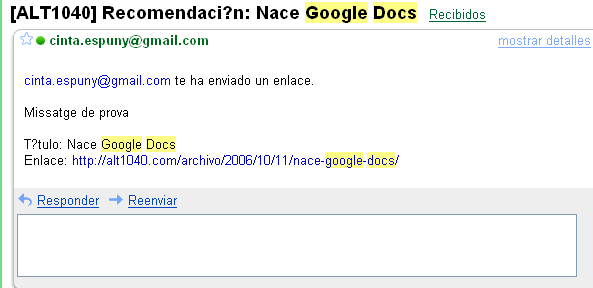 [ALT1040] Recomendaci?n: Nace Google Docs Recibidos
cinta.espuny@gmail.com mostrar detalles
cinta.espuny@gmail.com te ha enviado un enlace.
Missatge de prova
T?tulo: Nace Google Docs
Enlace: http://alt1040.com/archivo/2006/10/11/nace-google-docs/
Responder Reenviar